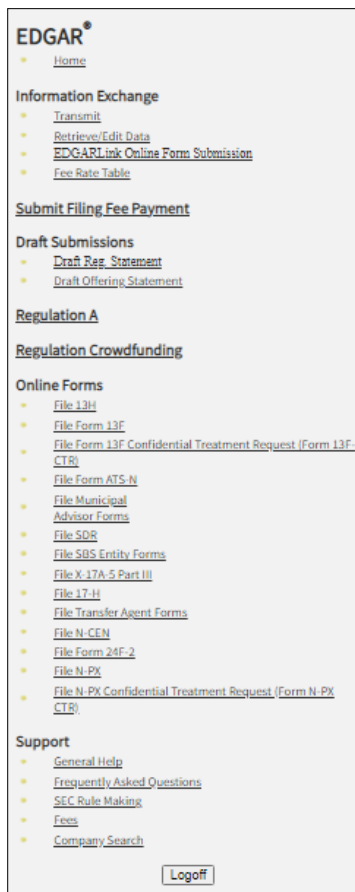 EDGAR®
Home
Information Exchange
Transmit
Retrieve/Edit Data
EDGARLink Online Form Submission
Fee Rate Table
Submit Filing Fee Payment
Draft Submissions
Draft Reg. Statement
Draft Offering Statement
Regulation A
Regulation Crowdfunding
Online Forms
File 13H
File Form 13F
File Form 13F Confidential Treatment Request (Form 13F-
CTR)
File Form ATS-N
File Municipal
Advisor Forms
File SDR
File SBS Entity Forms
File X-17A-5 Part III
File 17-H
File Transfer Agent Forms
File N-CEN
File Form 24F-2
File N-PX
File N-PX Confidential Treatment Request (Form N-PX
CTR)
Support
General Help
Frequently Asked Questions
SEC Rule Making
Fees
Company Search
Logoff